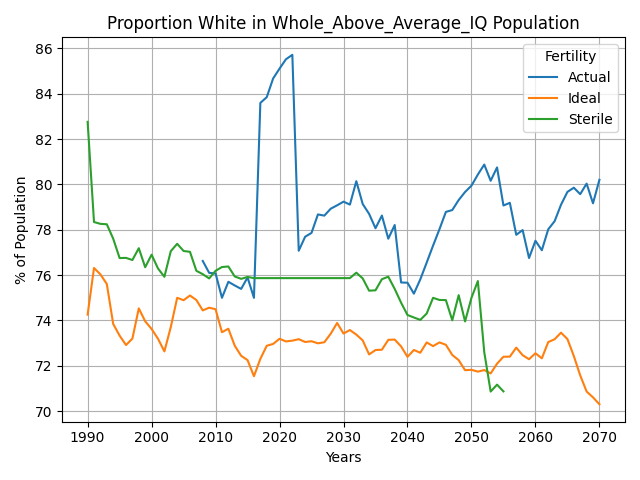 Proportion White in Whole_Above_Average_IQ Population
Fertility
Actual
Ideal
Sterile
% of Population
86
84
82
80
78
76
74
72
70
1990 2000 2010 2020 2030 2040 2050 2060 2070
Years